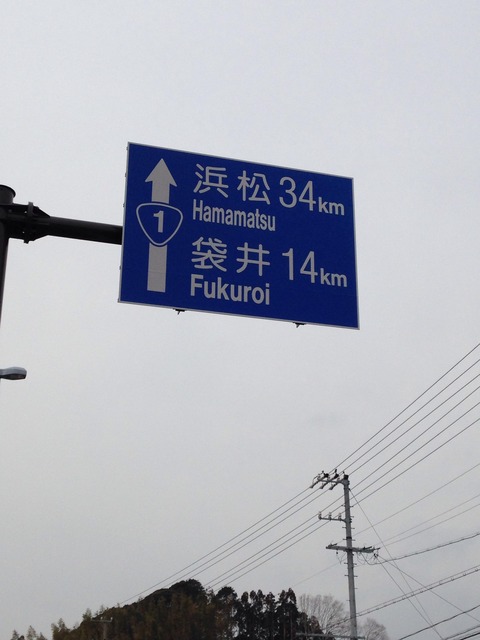 浜松 34km
Hamamatsu
1
袋井 14km
Fukuroi